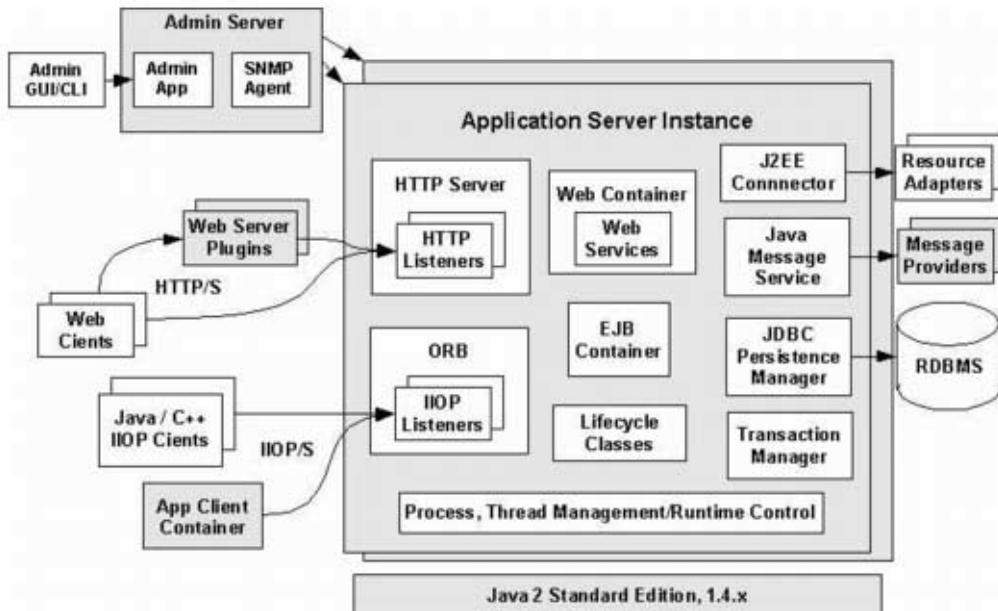 Admin Server
Admin
GUI/CLI
Admin
App
SNMP
Agent
Application Server Instance
HTTP Server
HTTP
Listeners
Web Container
Web
Services
J2EE
Connnector
Resource
Adapters
Web Server
Plugins
HTTP/S
Web
Cients
Java
Message
Service
Message
Providers
ORB
IIOP
Listeners
EJB
Container
JDBC
Persistence
Manager
RDBMS
Java / C++
IIOP Cients
IIOP/S
Lifecycle
Classes
Transaction
Manager
App Client
Container
Process, Thread Management/Runtime Control
Java 2 Standard Edition, 1.4.x